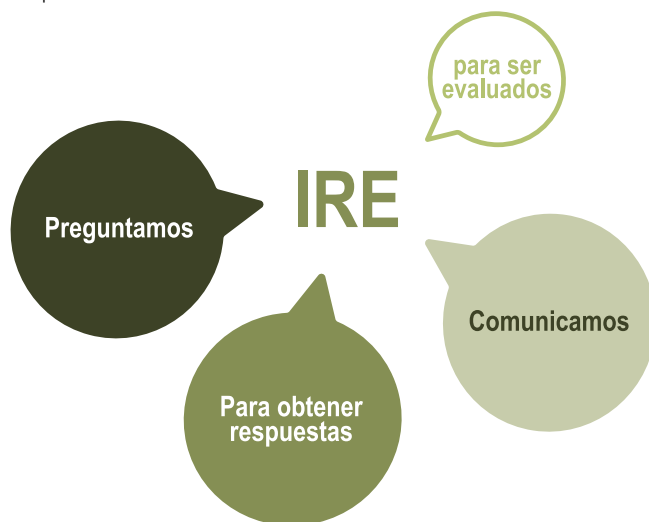 para ser
evaluados
IRE
Preguntamos
Comunicamos
Para obtener
respuestas